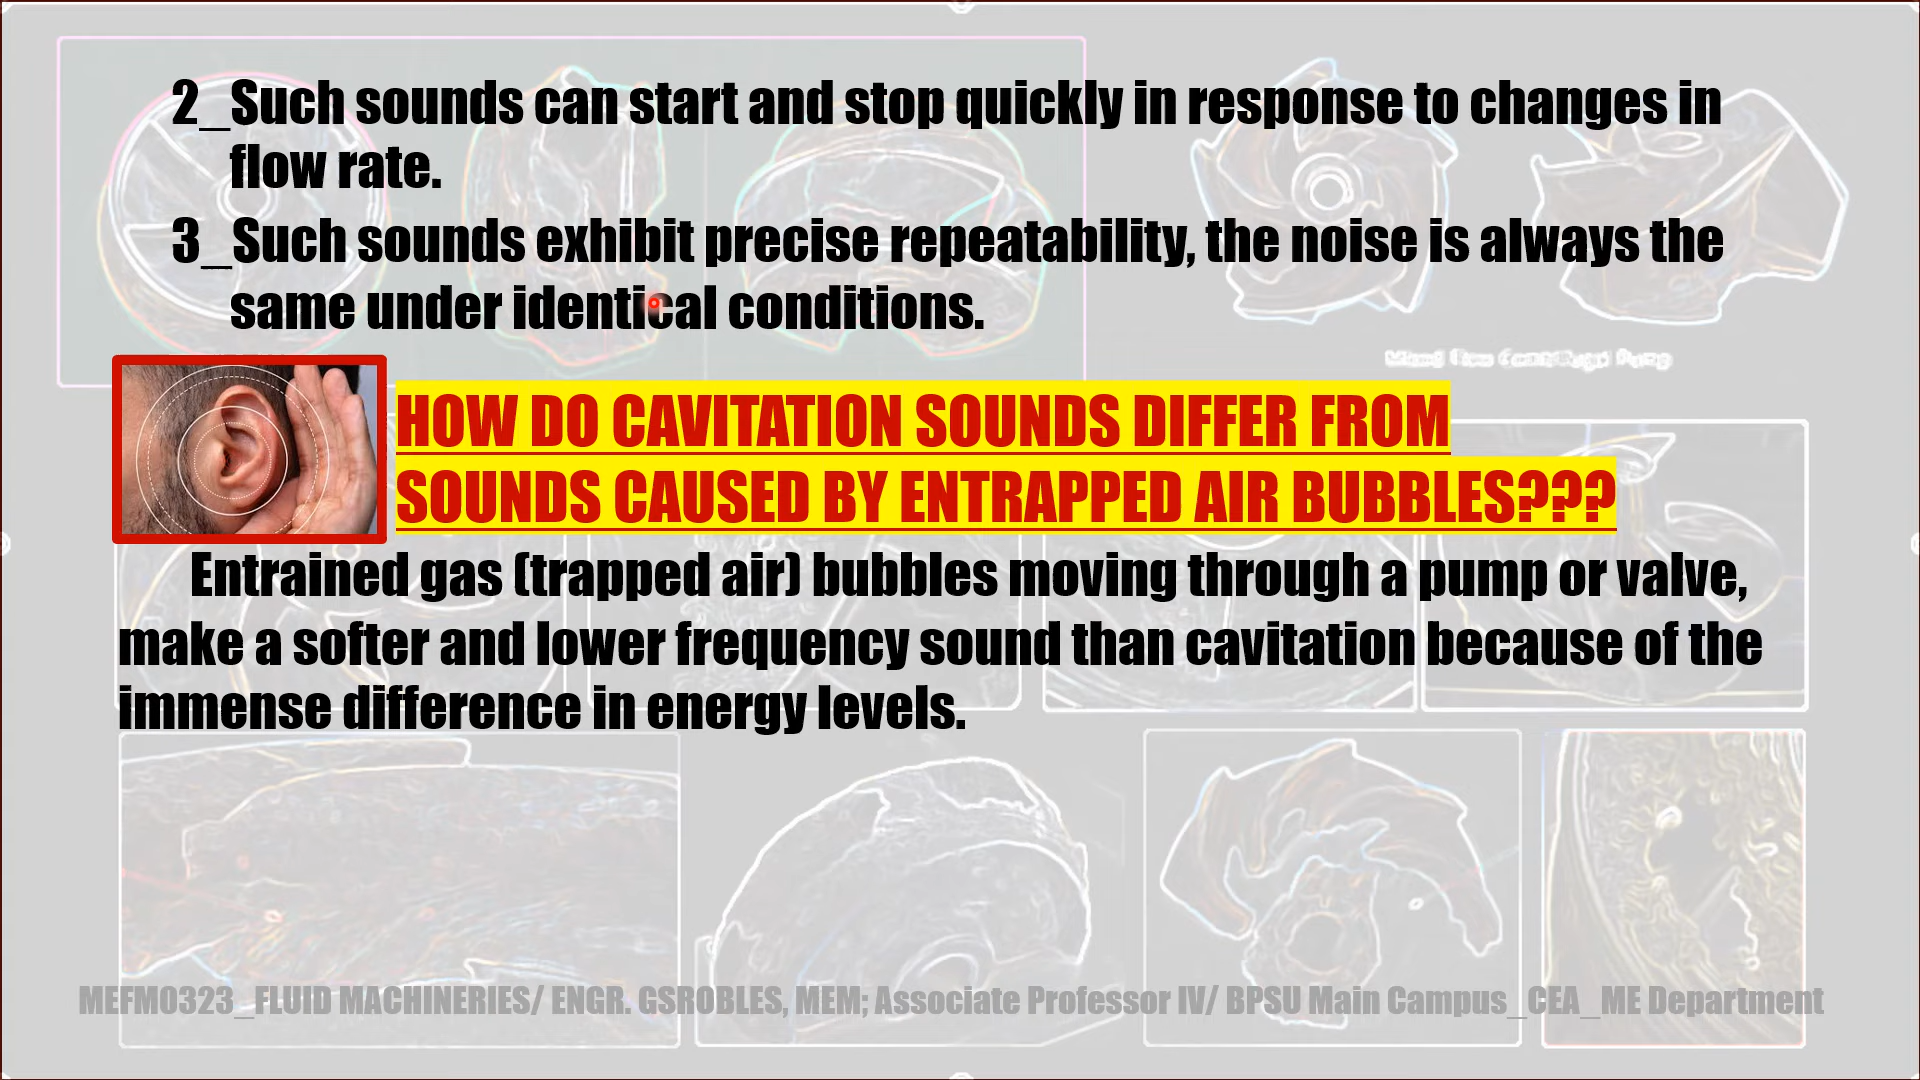 2_Such sounds can start and stop quickly in response to changes in
flow rate.
3_Such sounds exhibit precise repeatability, the noise is always the
same under identical conditions.
HOW DO CAVITATION SOUNDS DIFFER FROM
SOUNDS CAUSED BY ENTRAPPED AIR BUBBLES???
Entrained gas (trapped air) bubbles moving through a pump or valve,
make a softer and lower frequency sound than cavitation because of the
immense difference in energy levels.
MEFM0323_FLUID MACHINERIES/ ENGR. GSROBLES, MEM; Associate Professor IV/ BPSU Main Campus_CEA_ME Department